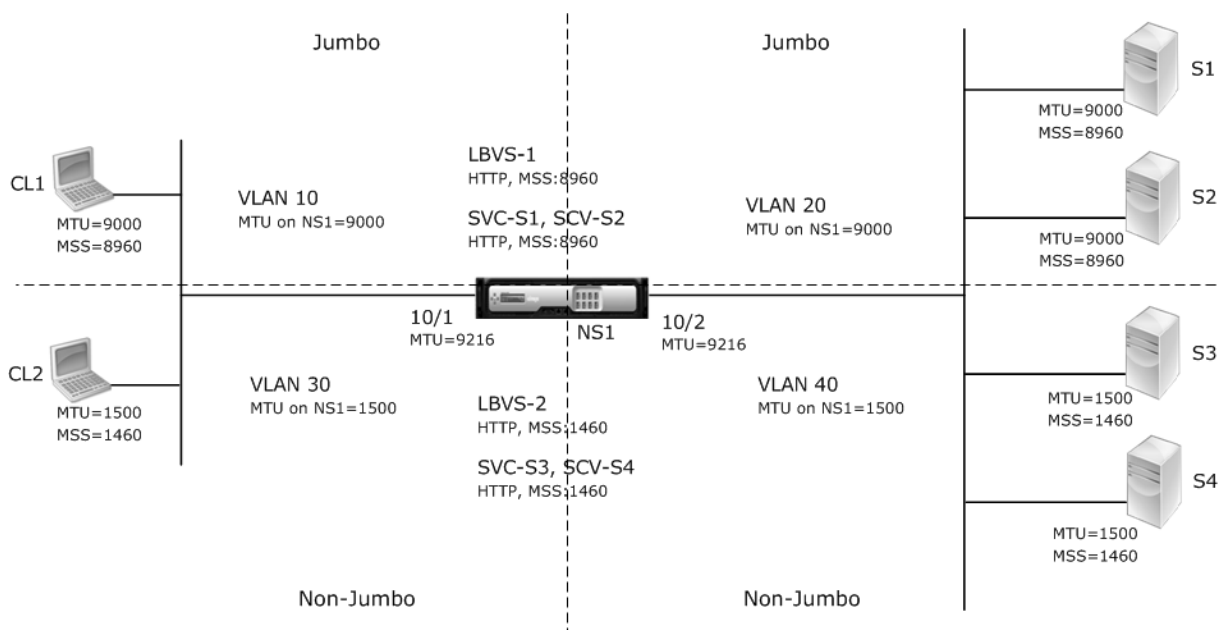 Jumbo
Jumbo
S1
MTU=9000
MSS=8960
LBVS-1
HTTP, MSS:8960
CL1
VLAN 10
MTU on NS1=9000
SVC-S1, SCV-S2
HTTP, MSS:8960
VLAN 20
MTU on NS1=9000
S2
MTU=9000
MSS=8960
MTU=9000
MSS=8960
10/1
MTU=9216
NS1
10/2
MTU=9216
CL2
MTU=1500
MSS=1460
VLAN 30
MTU on NS1=1500
LBVS-2
HTTP, MSS:1460
SVC-S3, SCV-S4
HTTP, MSS:1460
VLAN 40
MTU on NS1=1500
S3
MTU=1500
MSS=1460
S4
MTU=1500
MSS=1460
Non-Jumbo
Non-Jumbo